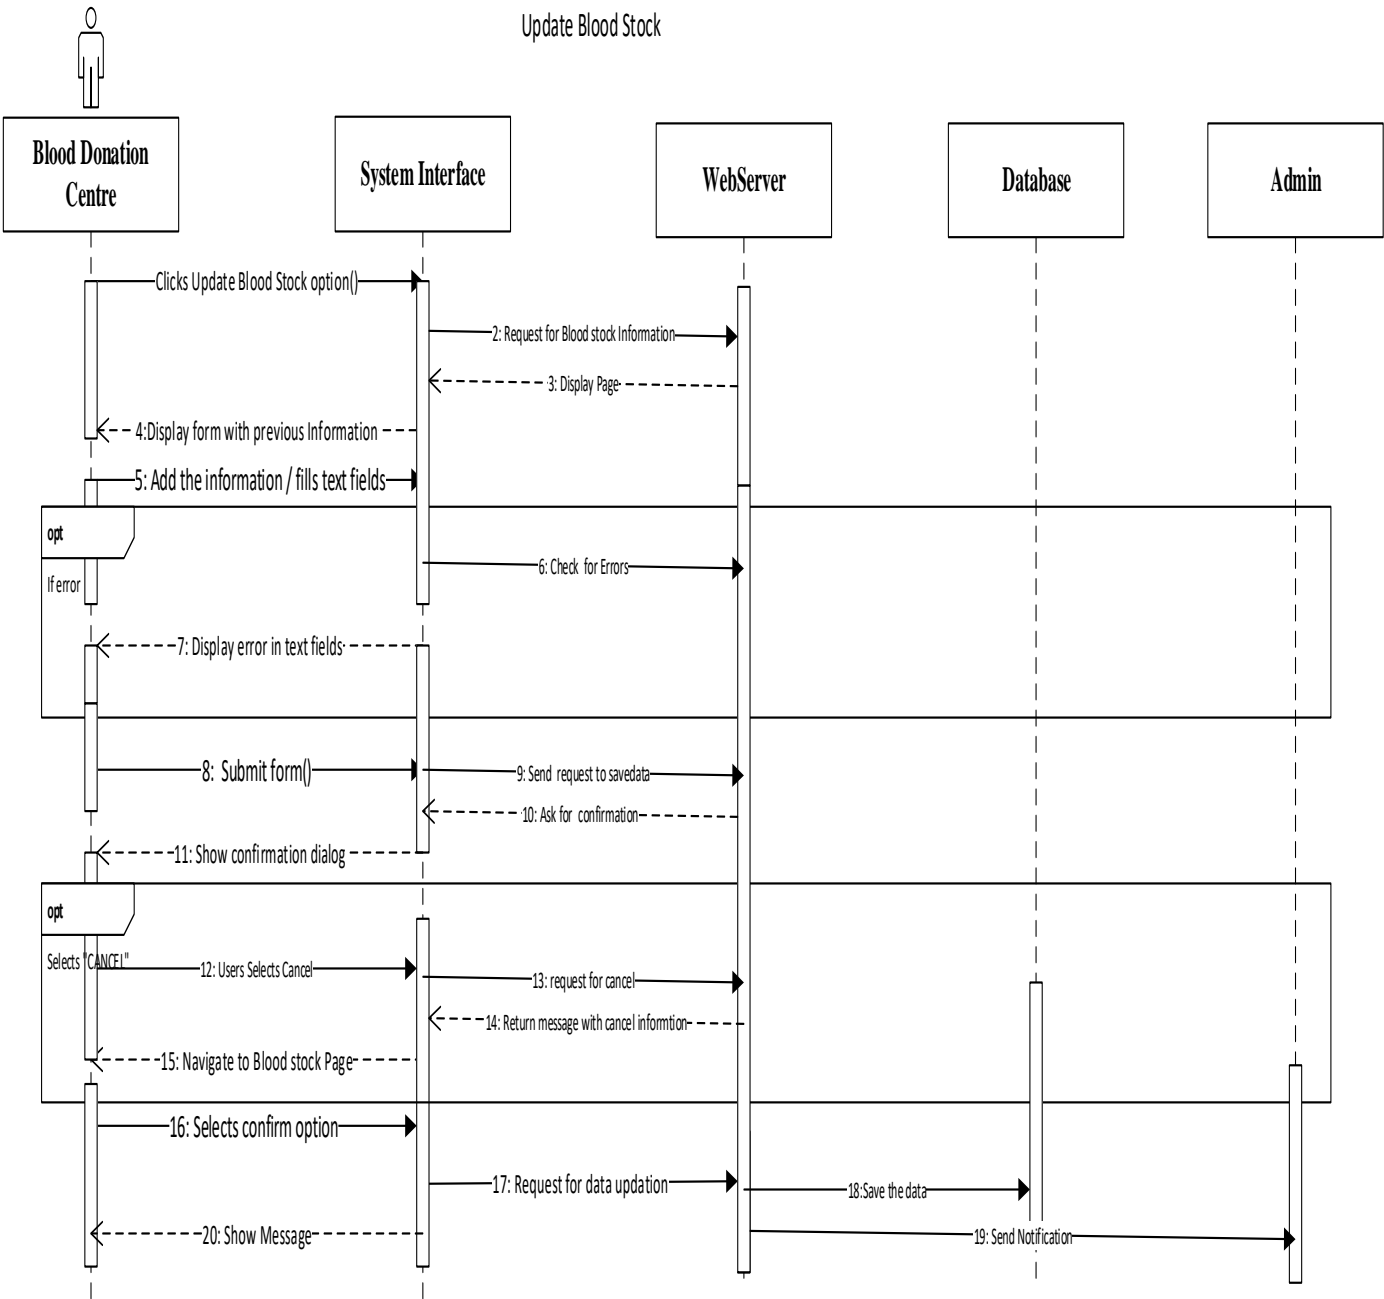 Update Blood Stock
Blood Donation
Centre
System Interface
WebServer
Database
Admin
Clicks Update Blood Stock option()
2: Request for Blood stock Information
3: Display Page
4:Display form with previous Information
5: Add the information / fills text fields
opt
6: Check for Errors
If error
7: Display error in text fields
8: Submit form()
9: Send request to savedata
10: Ask for confirmation
11: Show confirmation dialog
opt
Selects "CANCEL"
12: Users Selects Cancel
13: request for cancel
14: Return message with cancel informtion
15: Navigate to Blood stock Page
16: Selects confirm option
17: Request for data updation
18:Save the data
20: Show Message
19: Send Notification